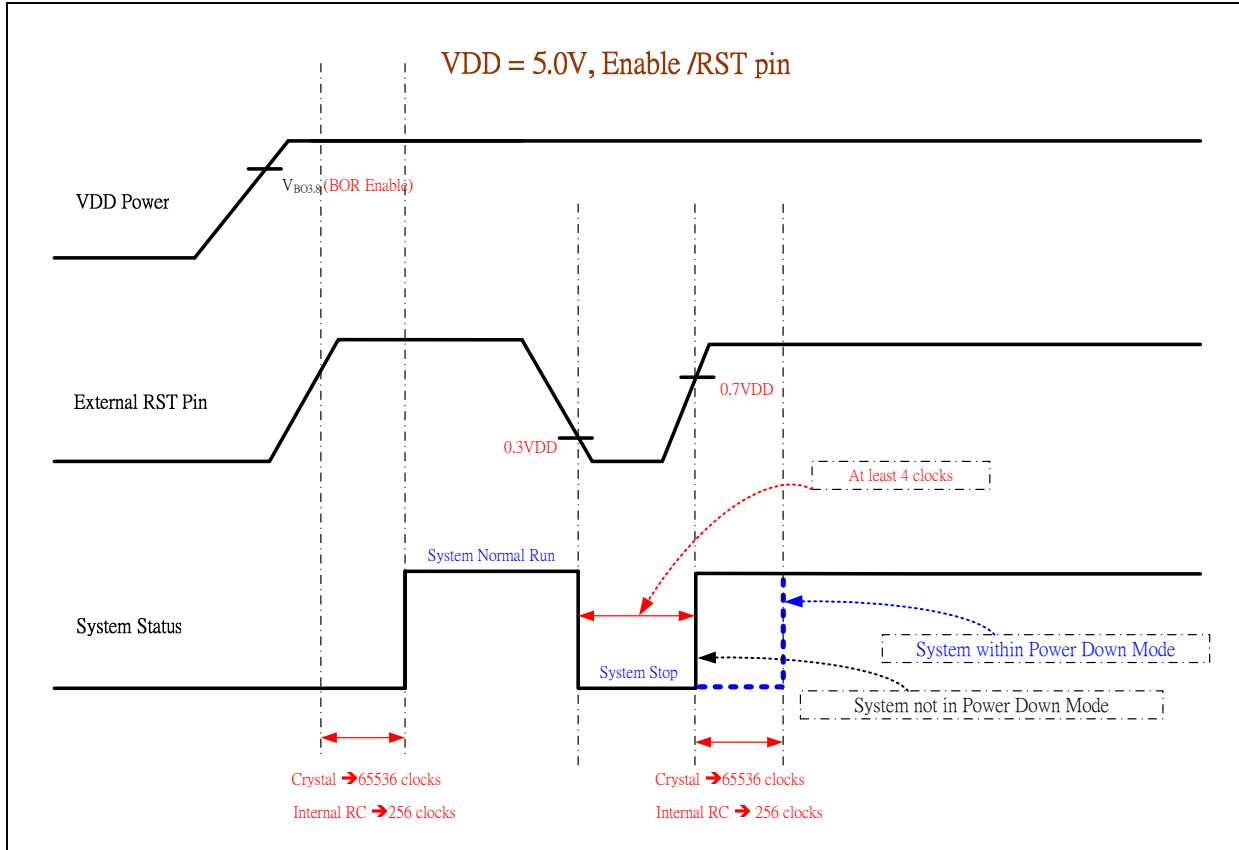 VDD = 5.0V, Enable /RST pin
VBO3.8 (BOR Enable)
VDD Power
External RST Pin
0.7VDD
0.3VDD
At least 4 clocks
System Normal Run
System Status
System within Power Down Mode
System Stop
System not in Power Down Mode
Crystal ➔65536 clocks
Internal RC ➔256 clocks
Crystal ➔65536 clocks
Internal RC ➔ 256 clocks